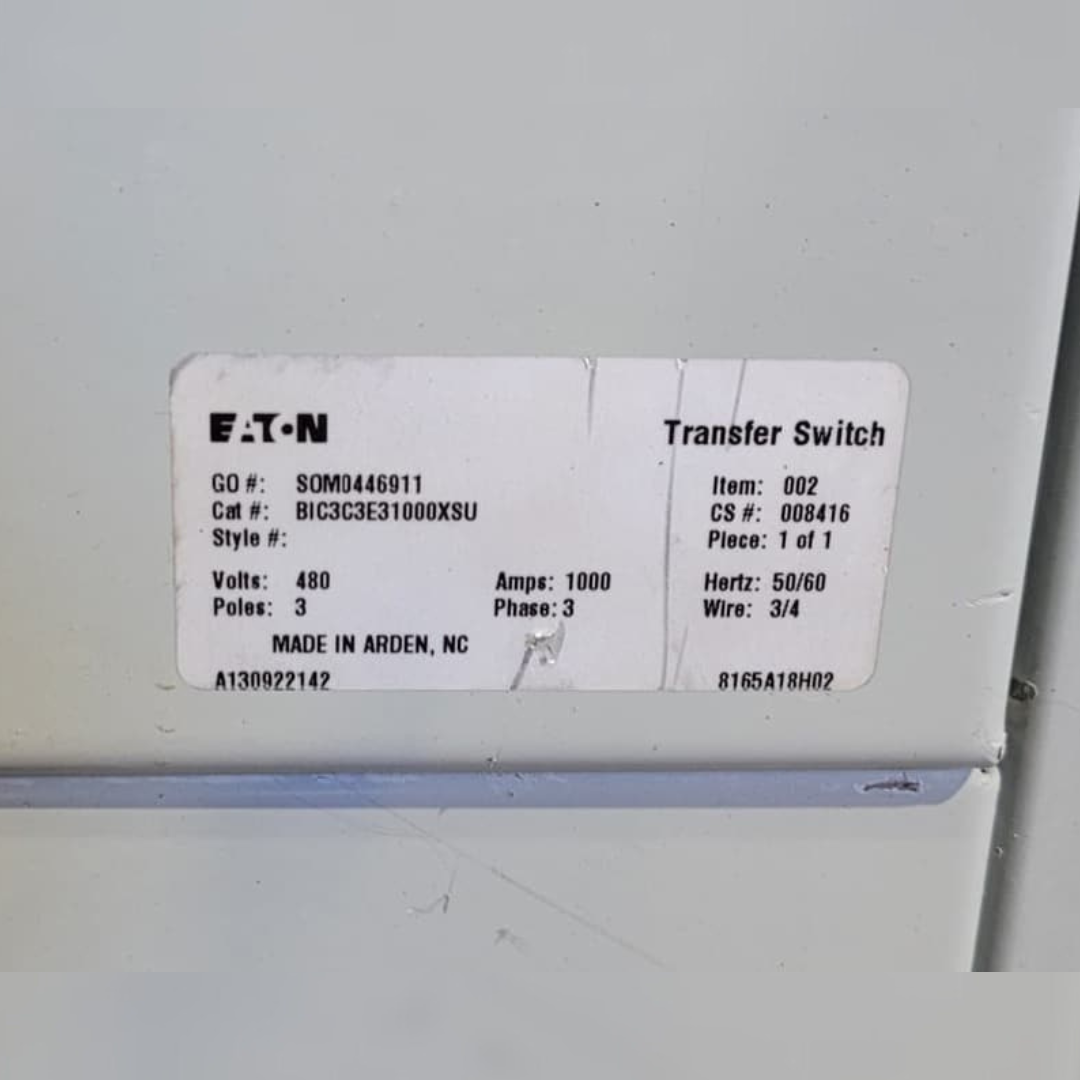 EATON Transfer Switch
GO #: SOM0446911 Item: 002
Cat #: BIC3C3E31000XSU CS #: 008416
Style #: Piece: 1 of 1
Volts: 480 Amps: 1000 Hertz: 50/60
Poles: 3 Phase: 3 Wire: 3/4
MADE IN ARDEN, NC
A130922142 8165A18H02